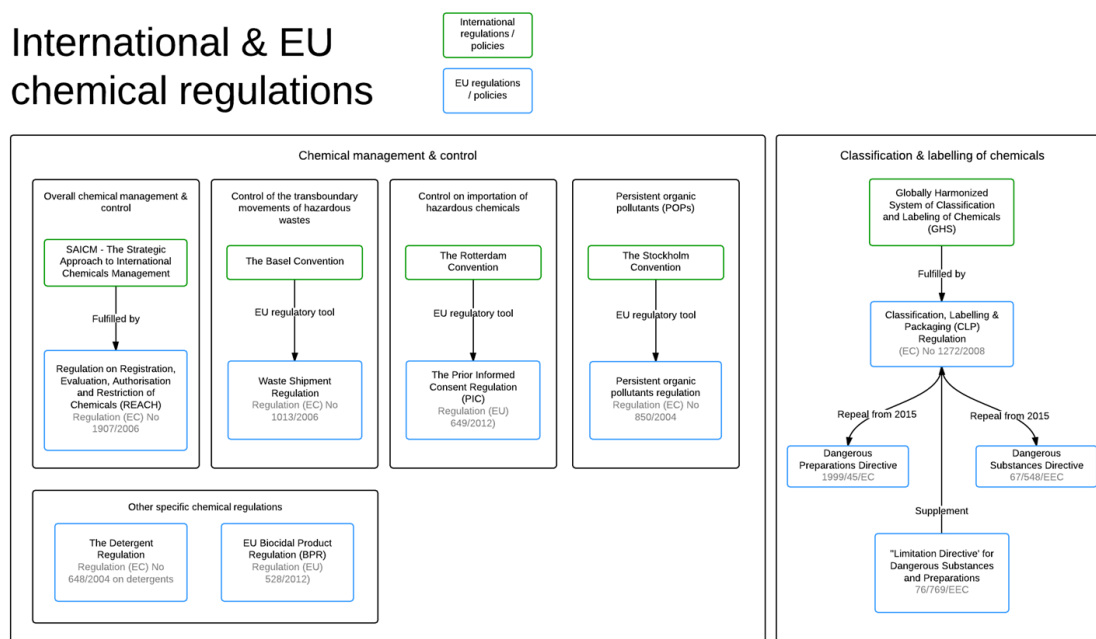 International & EU
chemical regulations
International
regulations /
policies
EU regulations
/ policies
Chemical management & control
Overall chemical management &
control
SAICM - The Strategic
Approach to International
Chemicals Management
Fulfilled by
Regulation on Registration,
Evaluation, Authorisation
and Restriction of
Chemicals (REACH)
Regulation (EC) No
1907/2006
Control of the transboundary
movements of hazardous
wastes
The Basel Convention
EU regulatory tool
Waste Shipment
Regulation
Regulation (EC) No
1013/2006
Control on importation of
hazardous chemicals
The Rotterdam
Convention
EU regulatory tool
The Prior Informed
Consent Regulation
(PIC)
Regulation (EU)
649/2012)
Persistent organic
pollutants (POPs)
The Stockholm
Convention
EU regulatory tool
Persistent organic
pollutants regulation
Regulation (EC) No
850/2004
Other specific chemical regulations
The Detergent
Regulation
Regulation (EC) No
648/2004 on detergents
EU Biocidal Product
Regulation (BPR)
Regulation (EU)
528/2012)
Classification & labelling of chemicals
Globally Harmonized
System of Classification
and Labeling of Chemicals
(GHS)
Fulfilled by
Classification, Labelling &
Packaging (CLP)
Regulation
(EC) No 1272/2008
Repeal from 2015
Repeal from 2015
Dangerous
Preparations Directive
1999/45/EC
Dangerous
Substances Directive
67/548/EEC
Supplement
"Limitation Directive' for
Dangerous Substances
and Preparations
76/769/EEC